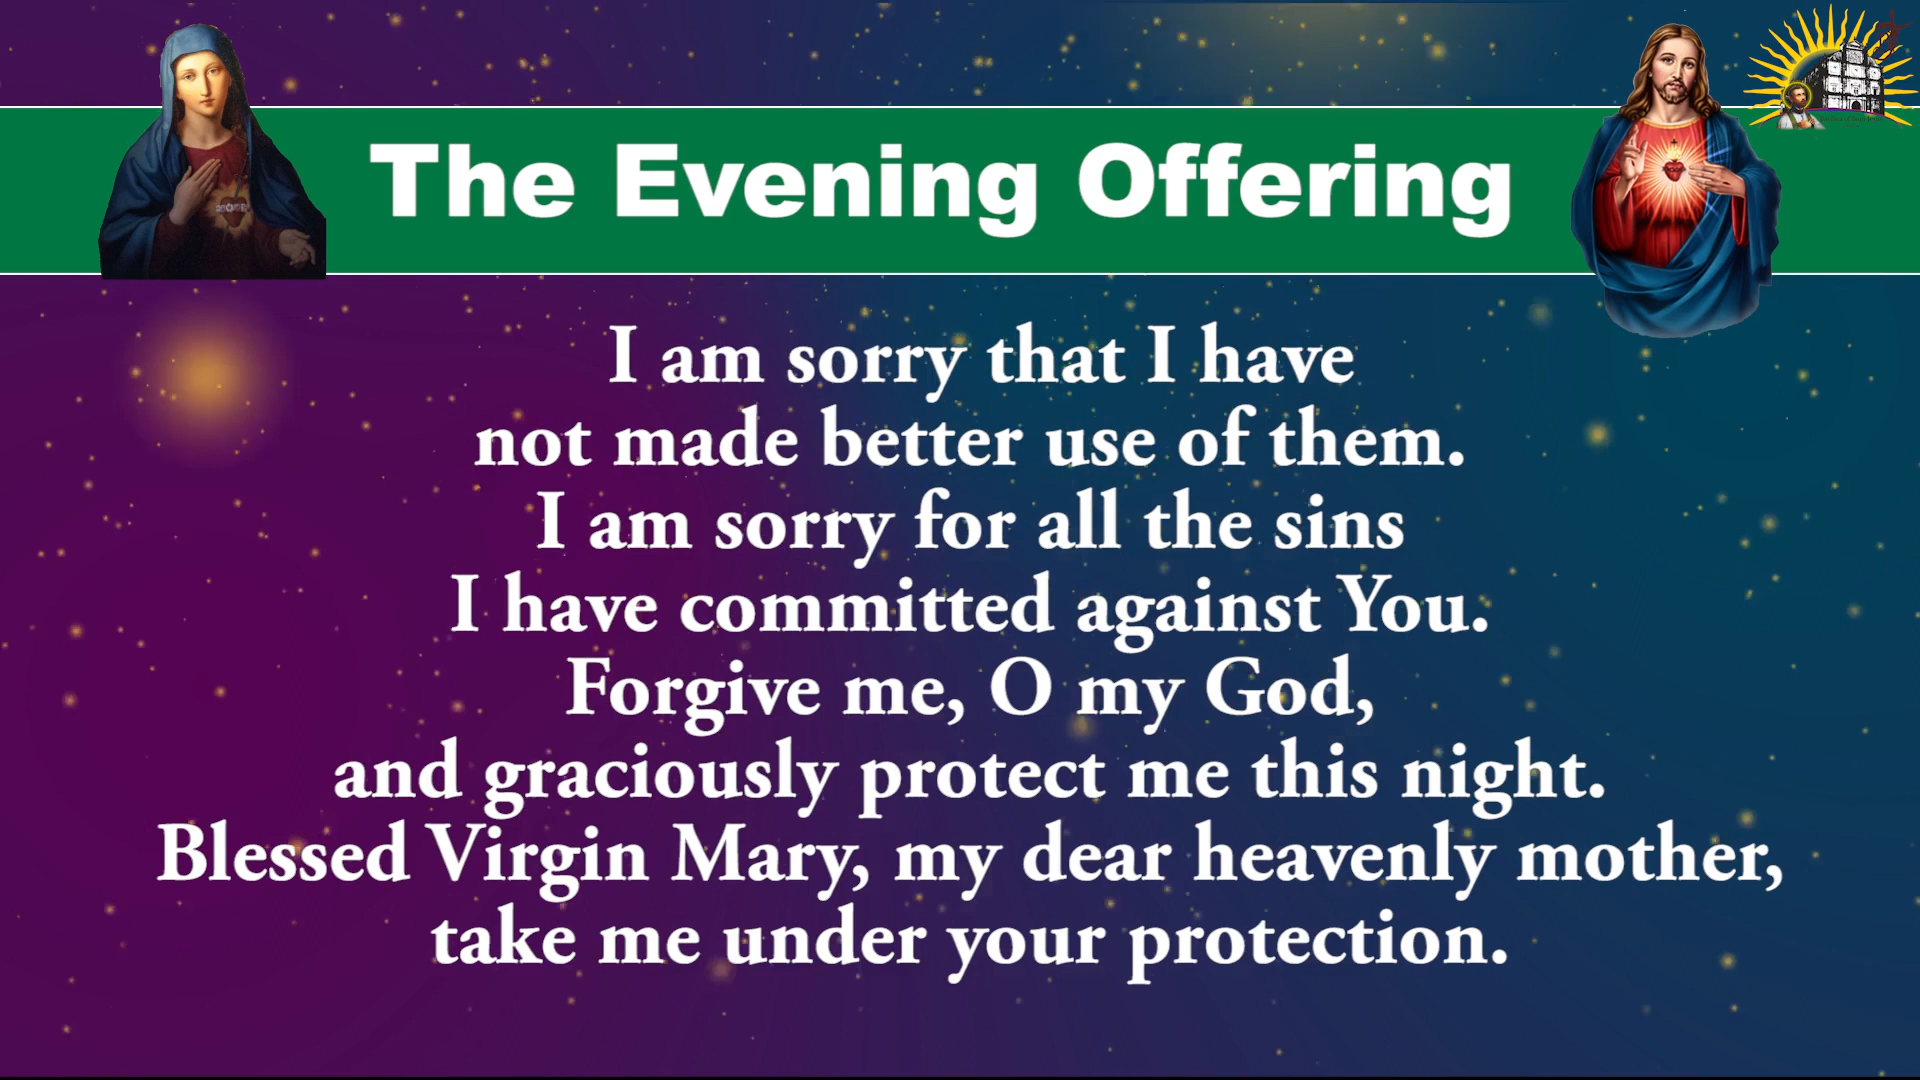 The Evening Offering
I am sorry that I have
not made better use of them.
I am sorry for all the sins
I have committed against You.
Forgive me, O my God,
and graciously protect me this night.
Blessed Virgin Mary, my dear heavenly mother,
take me under your protection.